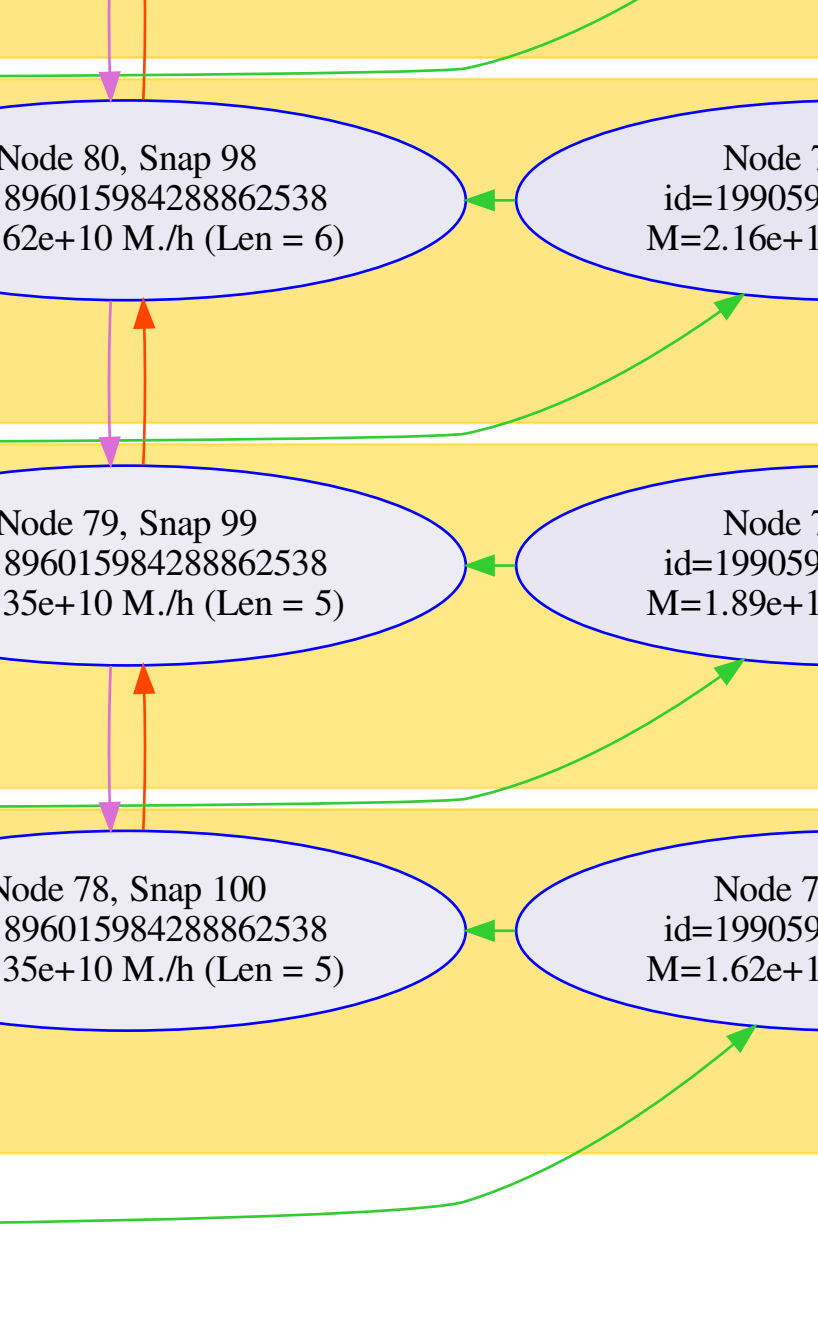 Node 80, Snap 98
896015984288862538
62e+10 M./h (Len = 6)
Node 7
id=199059
M=2.16e+1
Node 79, Snap 99
896015984288862538
35e+10 M./h (Len = 5)
Node 7
id=199059
M=1.89e+1
Node 78, Snap 100
896015984288862538
35e+10 M./h (Len = 5)
Node 7
id=199059
M=1.62e+1